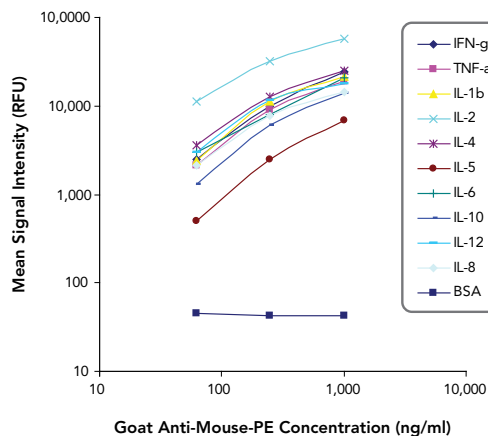 Mean Signal Intensity (RFU)
10,0000
10,000
1,000
100
10
10
100
1,000
10,000
Goat Anti-Mouse-PE Concentration (ng/ml)
IFN-g
TNF-a
IL-1b
IL-2
IL-4
IL-5
IL-6
IL-10
IL-12
IL-8
BSA